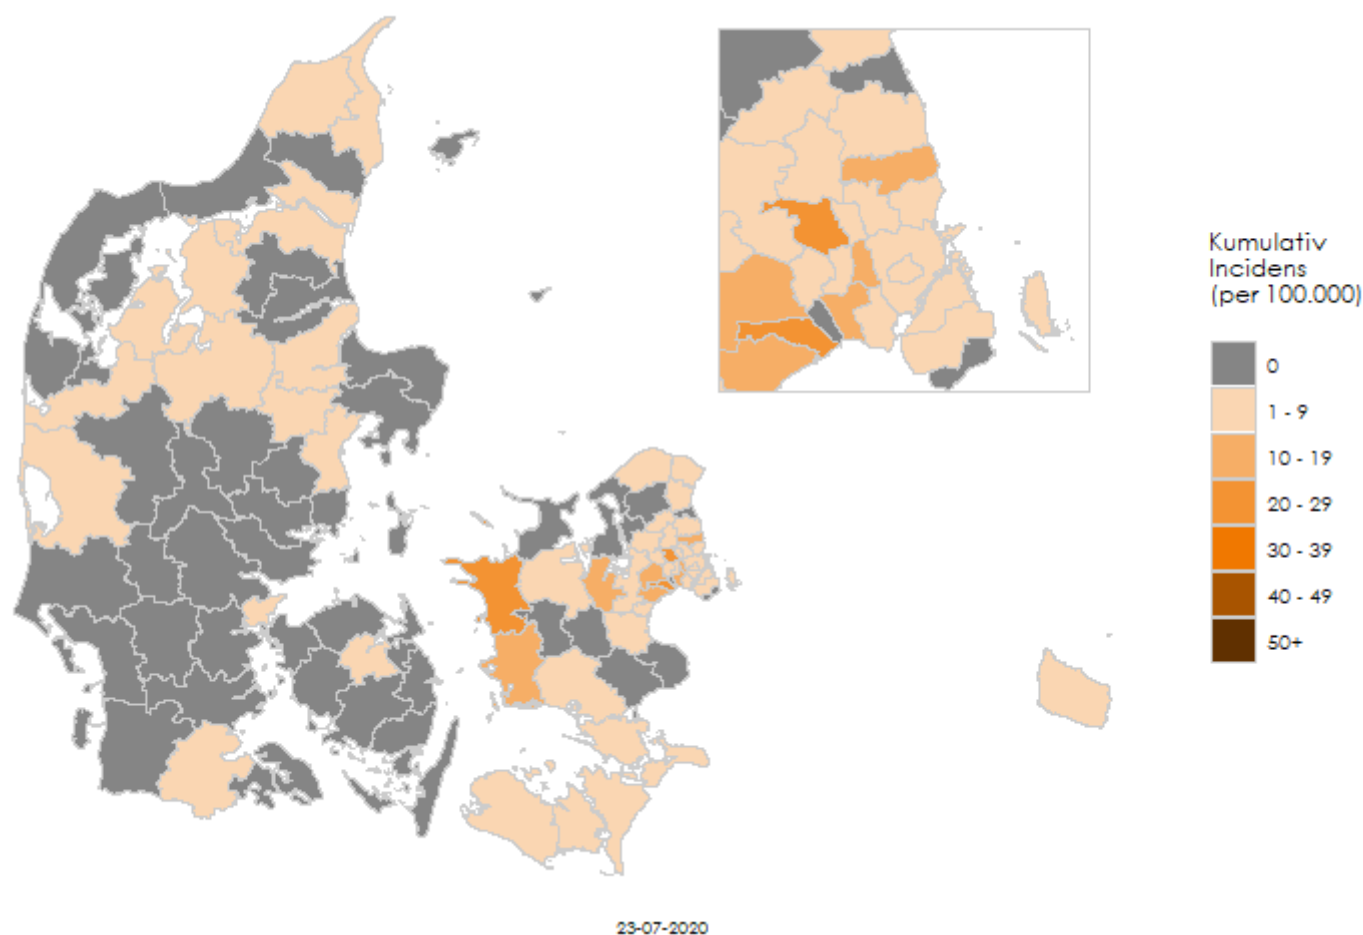 Kumulativ
Incidens
(per 100.000)
0
1 - 9
10 - 19
20 - 29
30 - 39
40 - 49
50+
23-07-2020